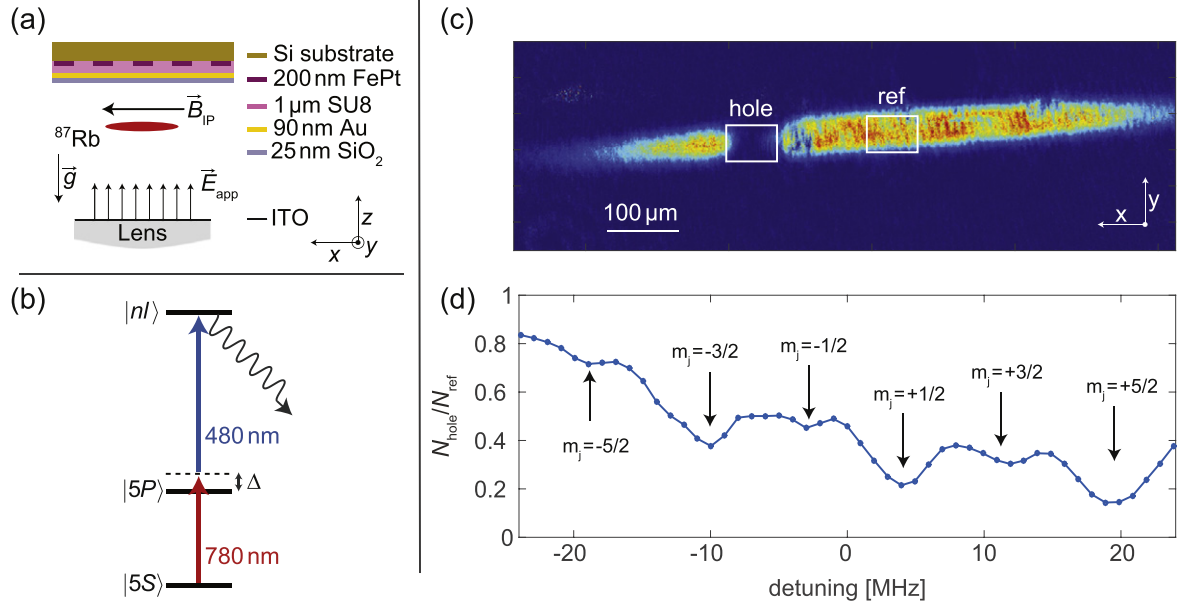 (a)
Si substrate
200 nm FePt
1 µm SU8
90 nm Au
25 nm SiO₂
B⃗_IP
⁸⁷Rb
g⃗
E⃗_app
Lens
ITO
z
x
y
(b)
|nl⟩
480 nm
Δ
|5P⟩
780 nm
|5S⟩
(c)
hole
ref
100 µm
x
y
(d)
N_hole/N_ref
1
0.8
0.6
0.4
0.2
0
m_j=-5/2
m_j=-3/2
m_j=-1/2
m_j=+1/2
m_j=+3/2
m_j=+5/2
-20
-10
0
10
20
detuning [MHz]